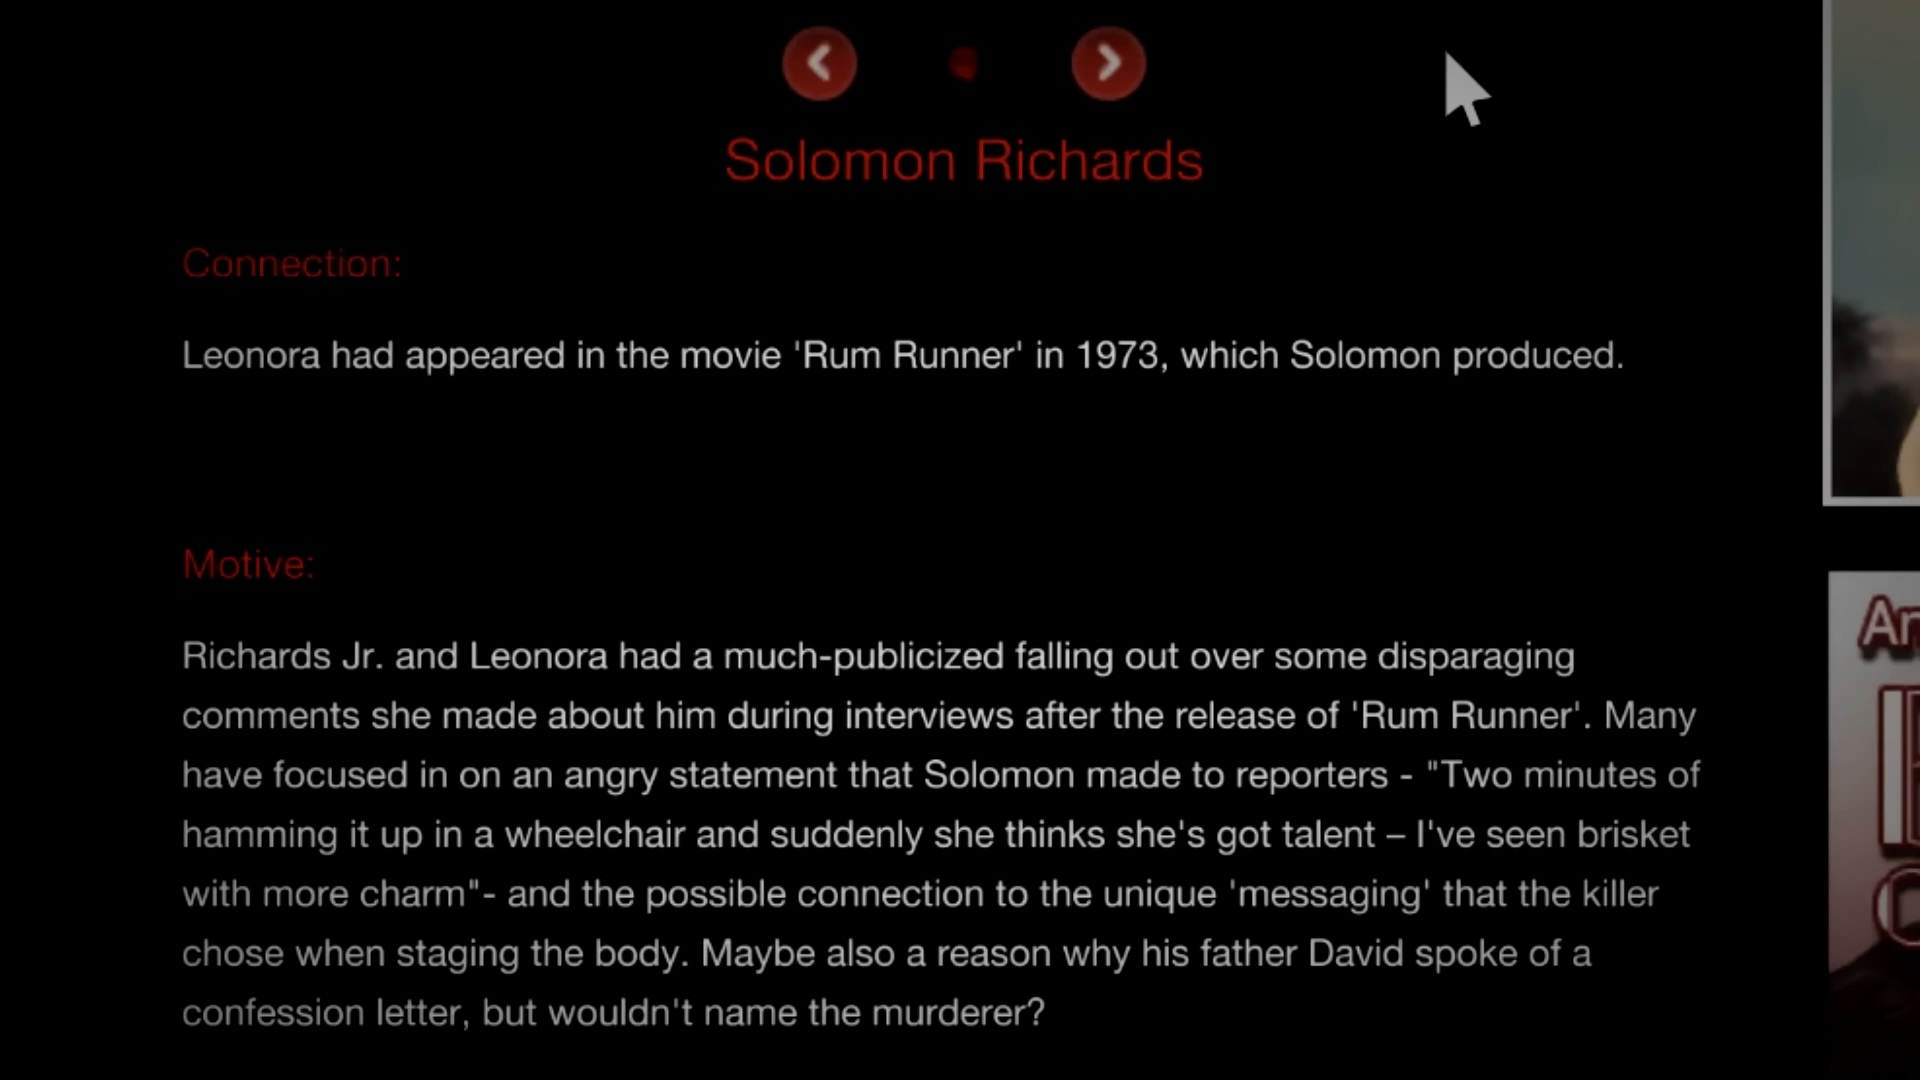 Solomon Richards
Connection:
Leonora had appeared in the movie 'Rum Runner' in 1973, which Solomon produced.
Motive:
Richards Jr. and Leonora had a much-publicized falling out over some disparaging
comments she made about him during interviews after the release of 'Rum Runner'. Many
have focused in on an angry statement that Solomon made to reporters - "Two minutes of
hamming it up in a wheelchair and suddenly she thinks she's got talent – I've seen brisket
with more charm"- and the possible connection to the unique 'messaging' that the killer
chose when staging the body. Maybe also a reason why his father David spoke of a
confession letter, but wouldn't name the murderer?